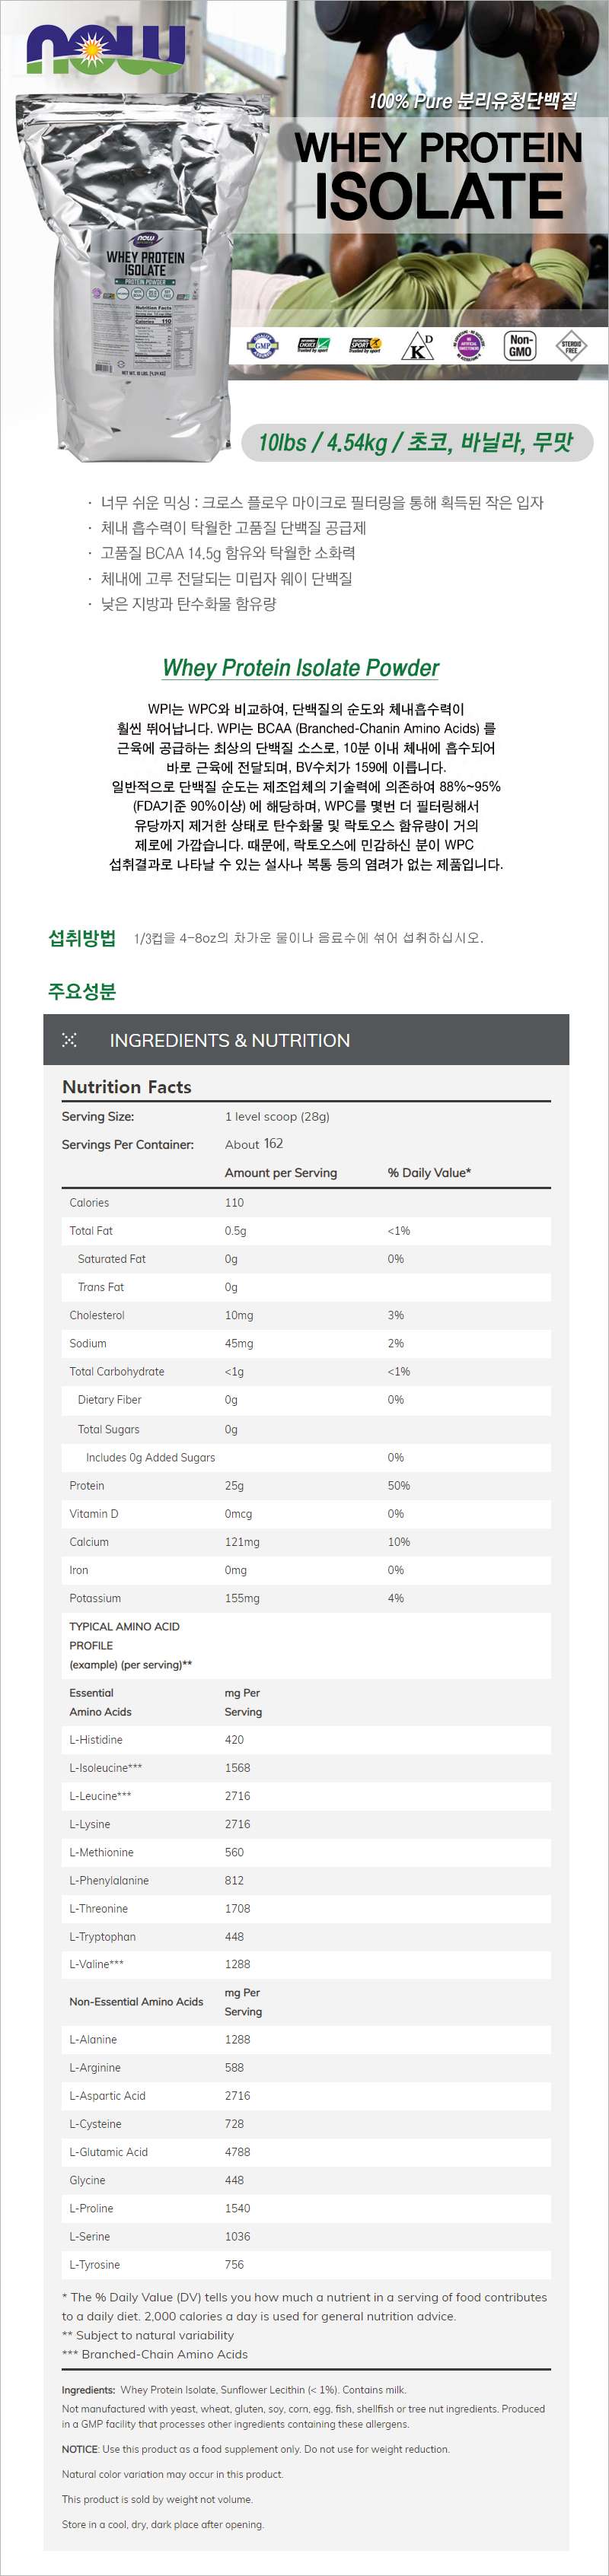 now
100% Pure 분리유청단백질
WHEY PROTEIN
ISOLATE
now
WHEY PROTEIN
ISOLATE
PROTEIN POWDER
Nutrition Facts
Calories 110
NET WT. 10 LBS. (4.54 KG)
GMP
Trusted by sport
SPORT
Trusted by sport
K D
Non-
GMO
STEROID
FREE
10lbs / 4.54kg / 초코, 바닐라, 무맛
· 너무 쉬운 믹싱 : 크로스 플로우 마이크로 필터링을 통해 획득된 작은 입자
· 체내 흡수력이 탁월한 고품질 단백질 공급제
· 고품질 BCAA 14.5g 함유와 탁월한 소화력
· 체내에 고루 전달되는 미립자 웨이 단백질
· 낮은 지방과 탄수화물 함유량
Whey Protein Isolate Powder
WPI는 WPC와 비교하여, 단백질의 순도와 체내흡수력이
훨씬 뛰어납니다. WPI는 BCAA (Branched-Chanin Amino Acids) 를
근육에 공급하는 최상의 단백질 소스로, 10분 이내 체내에 흡수되어
바로 근육에 전달되며, BV수치가 159에 이릅니다.
일반적으로 단백질 순도는 제조업체의 기술력에 의존하여 88%~95%
(FDA기준 90%이상) 에 해당하며, WPC를 몇번 더 필터링해서
유당까지 제거한 상태로 탄수화물 및 락토오스 함유량이 거의
제로에 가깝습니다. 때문에, 락토오스에 민감하신 분이 WPC
섭취결과로 나타날 수 있는 설사나 복통 등의 염려가 없는 제품입니다.
섭취방법 1/3컵을 4-8oz의 차가운 물이나 음료수에 섞어 섭취하십시오.
주요성분
INGREDIENTS & NUTRITION
Nutrition Facts
Serving Size: 1 level scoop (28g)
Servings Per Container: About 162
Amount per Serving % Daily Value*
Calories 110
Total Fat 0.5g <1%
Saturated Fat 0g 0%
Trans Fat 0g
Cholesterol 10mg 3%
Sodium 45mg 2%
Total Carbohydrate <1g <1%
Dietary Fiber 0g 0%
Total Sugars 0g
Includes 0g Added Sugars 0%
Protein 25g 50%
Vitamin D 0mcg 0%
Calcium 121mg 10%
Iron 0mg 0%
Potassium 155mg 4%
TYPICAL AMINO ACID
PROFILE
(example) (per serving)**
Essential mg Per
Amino Acids Serving
L-Histidine 420
L-Isoleucine*** 1568
L-Leucine*** 2716
L-Lysine 2716
L-Methionine 560
L-Phenylalanine 812
L-Threonine 1708
L-Tryptophan 448
L-Valine*** 1288
Non-Essential Amino Acids mg Per
Serving
L-Alanine 1288
L-Arginine 588
L-Aspartic Acid 2716
L-Cysteine 728
L-Glutamic Acid 4788
Glycine 448
L-Proline 1540
L-Serine 1036
L-Tyrosine 756
* The % Daily Value (DV) tells you how much a nutrient in a serving of food contributes
to a daily diet. 2,000 calories a day is used for general nutrition advice.
** Subject to natural variability
*** Branched-Chain Amino Acids
Ingredients: Whey Protein Isolate, Sunflower Lecithin (< 1%). Contains milk.
Not manufactured with yeast, wheat, gluten, soy, corn, egg, fish, shellfish or tree nut ingredients. Produced
in a GMP facility that processes other ingredients containing these allergens.
NOTICE: Use this product as a food supplement only. Do not use for weight reduction.
Natural color variation may occur in this product.
This product is sold by weight not volume.
Store in a cool, dry, dark place after opening.